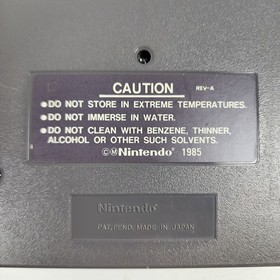 CAUTION REV-A
●DO NOT STORE IN EXTREME TEMPERATURES.
●DO NOT IMMERSE IN WATER.
●DO NOT CLEAN WITH BENZENE, THINNER,
ALCOHOL OR OTHER SUCH SOLVENTS.
©ⓂNintendo® 1985
Nintendo®
PAT. PEND. MADE IN JAPAN